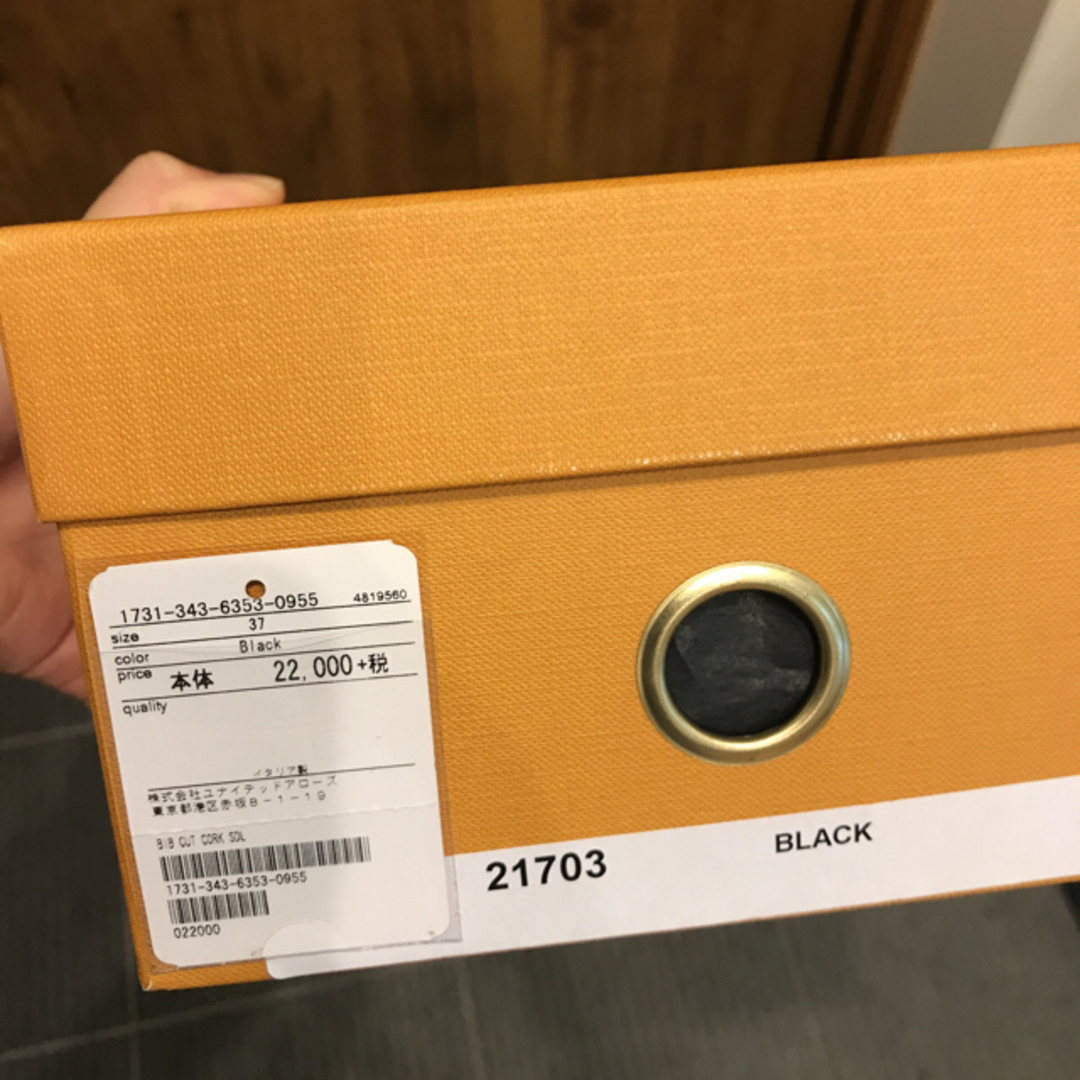 1731-343-6353-0955 4819560
size 37
color Black
price 本体 22,000+税
quality
イタリア製
株式会社ユナイテッドアローズ
東京都港区赤坂8-1-19
BIB CUT CORK SDL
1731-343-6353-0955
022000
21703 BLACK